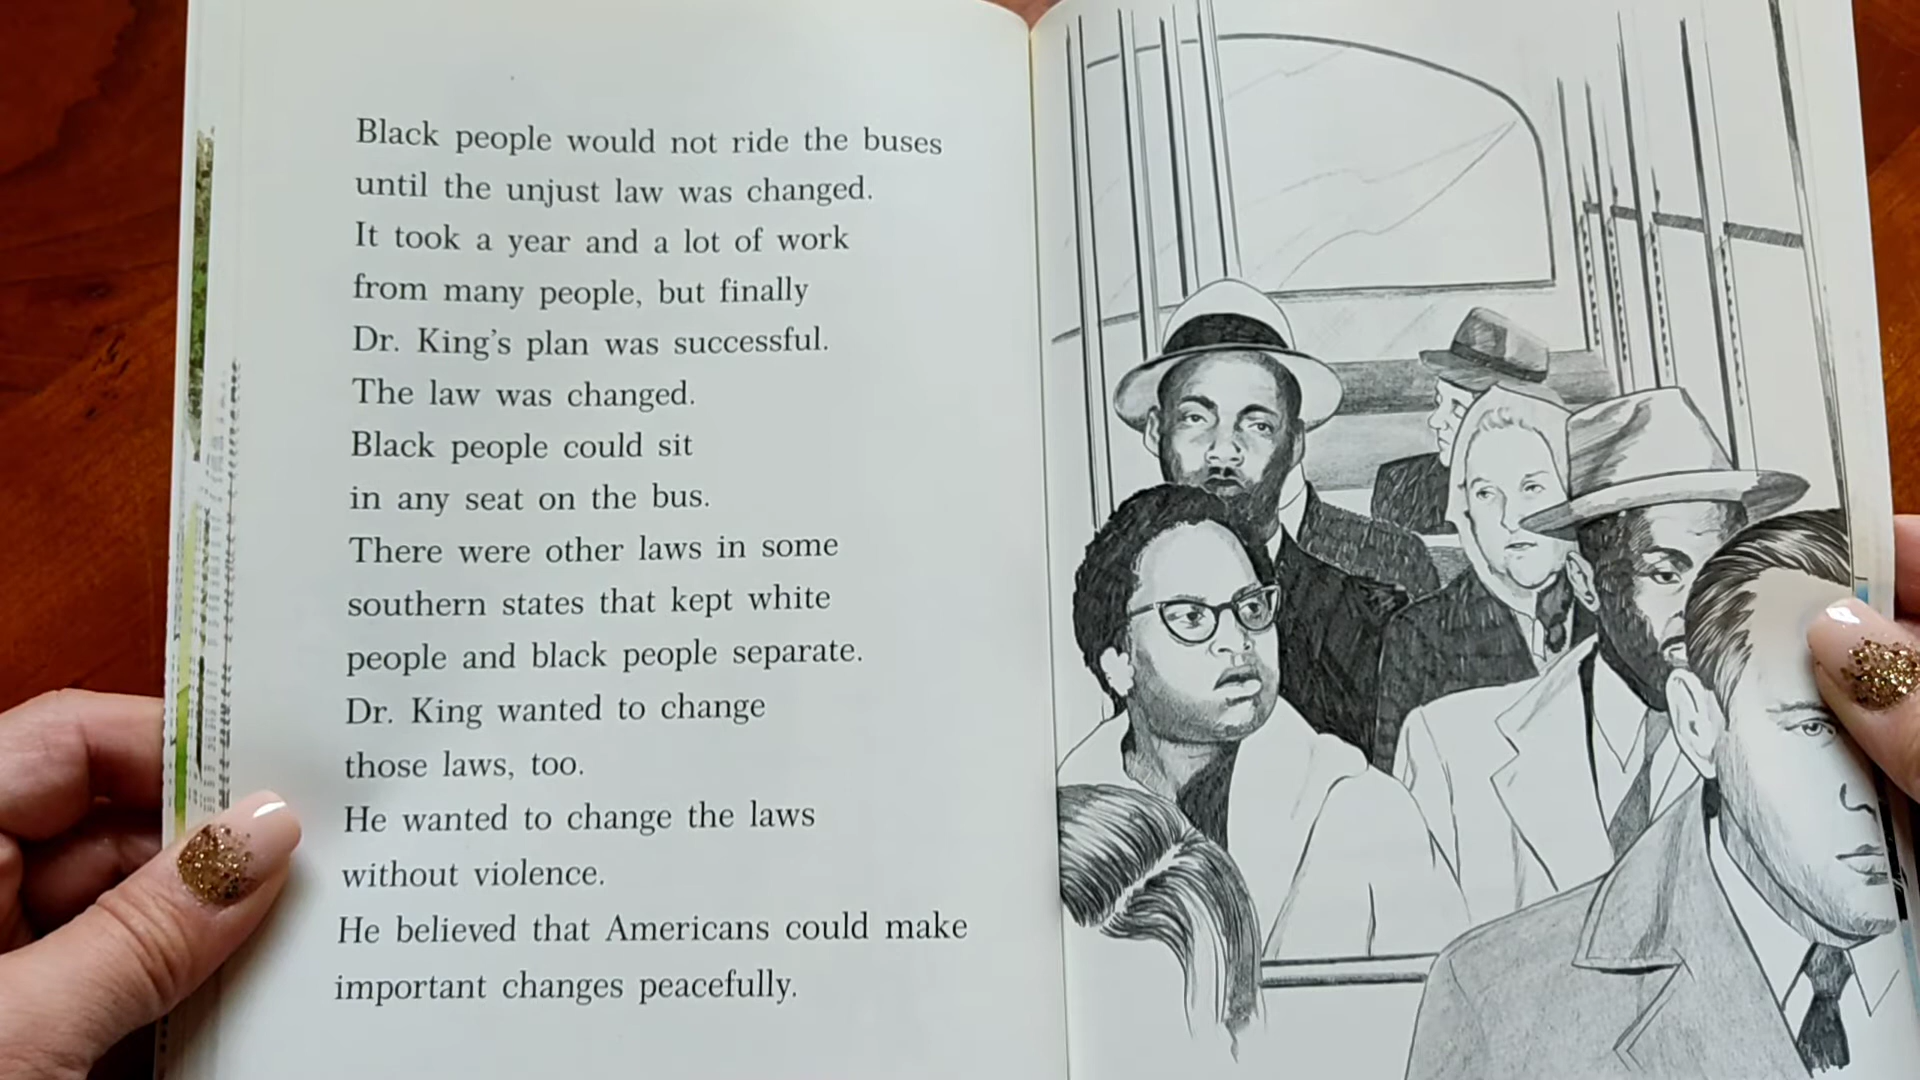 Black people would not ride the buses
until the unjust law was changed.
It took a year and a lot of work
from many people, but finally
Dr. King’s plan was successful.
The law was changed.
Black people could sit
in any seat on the bus.
There were other laws in some
southern states that kept white
people and black people separate.
Dr. King wanted to change
those laws, too.
He wanted to change the laws
without violence.
He believed that Americans could make
important changes peacefully.